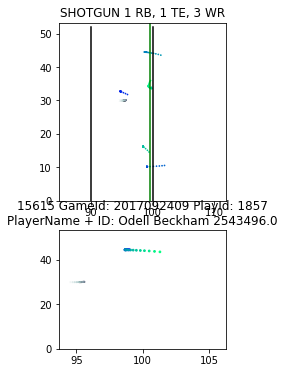 SHOTGUN 1 RB, 1 TE, 3 WR
50
40
30
20
10
0
90 100 110
15615 GameId: 2017092409 PlayId: 1857
PlayerName + ID: Odell Beckham 2543496.0
40
20
0
95 100 105